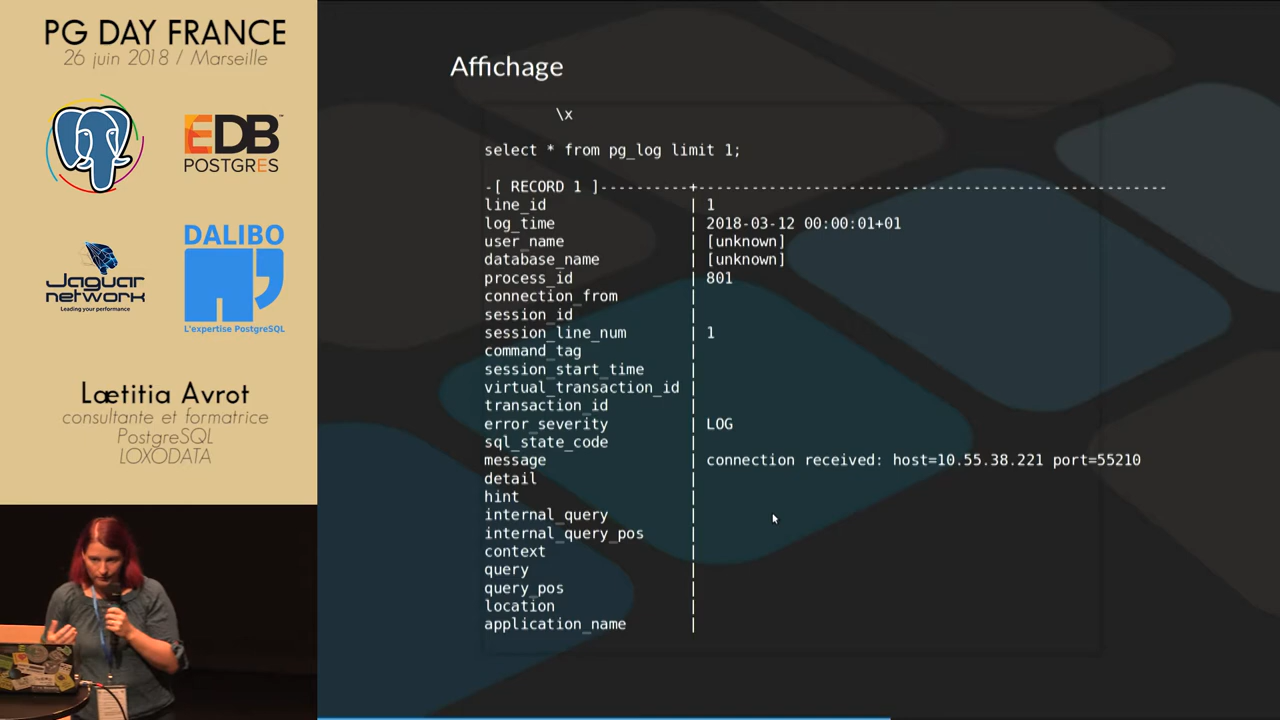 PG DAY FRANCE
26 juin 2018 / Marseille
EDB™
POSTGRES
Jaguar
network
Leading your performance
DALIBO
L'expertise PostgreSQL
Lætitia Avrot
consultante et formatrice
PostgreSQL
LOXODATA
Affichage
\x
select * from pg_log limit 1;
-[ RECORD 1 ]----------+-----------------------------------------------------
line_id | 1
log_time | 2018-03-12 00:00:01+01
user_name | [unknown]
database_name | [unknown]
process_id | 801
connection_from |
session_id |
session_line_num | 1
command_tag |
session_start_time |
virtual_transaction_id |
transaction_id |
error_severity | LOG
sql_state_code |
message | connection received: host=10.55.38.221 port=55210
detail |
hint |
internal_query |
internal_query_pos |
context |
query |
query_pos |
location |
application_name |